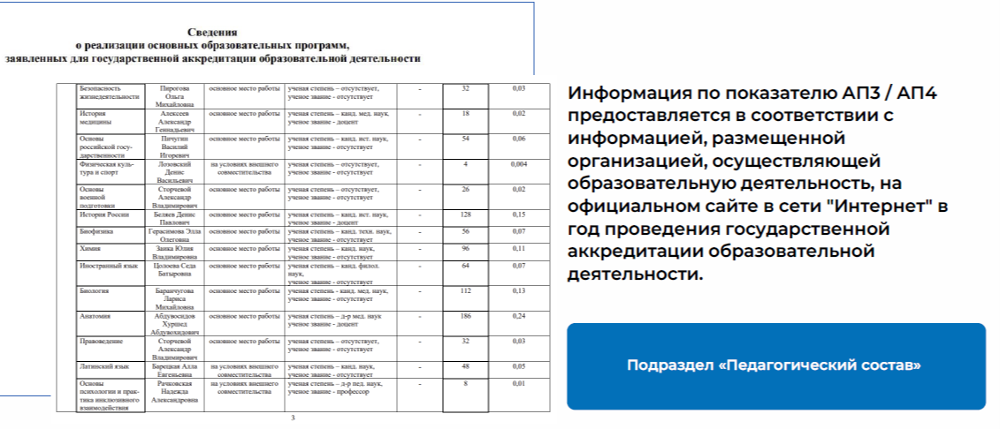 Сведения
о реализации основных образовательных программ,
заявленных для государственной аккредитации образовательной деятельности
Безопасность жизнедеятельности Пирогова Ольга Михайловна основное место работы ученая степень – отсутствует, ученое звание - отсутствует - 32 0,03
История медицины Алексеев Александр Геннадьевич основное место работы ученая степень – канд. мед. наук, ученое звание - доцент - 18 0,02
Основы российской госу-дарственности Пичугин Василий Игоревич основное место работы ученая степень – канд. ист. наук, ученое звание - отсутствует - 54 0,06
Физическая куль-тура и спорт Лозовский Денис Васильевич на условиях внешнего совместительства ученая степень – отсутствует, ученое звание - отсутствует - 4 0,004
Основы военной подготовки Сторчевой Александр Владимирович основное место работы ученая степень – отсутствует, ученое звание - отсутствует - 26 0,02
История России Беляев Денис Павлович основное место работы ученая степень – канд. ист. наук, ученое звание - доцент - 128 0,15
Биофизика Герасимова Элла Олеговна основное место работы ученая степень – канд. техн. наук, ученое звание - отсутствует - 56 0,07
Химия Заика Юлия Владимировна основное место работы ученая степень – канд. наук, ученое звание - отсутствует - 96 0,11
Иностранный язык Цолоева Седа Батыровна основное место работы ученая степень – канд. филол. наук, ученое звание - отсутствует - 64 0,07
Биология Баранчугова Лариса Михайловна основное место работы ученая степень - канд. мед. наук, ученое звание - отсутствует - 112 0,13
Анатомия Абдувосидов Хуршед Абдувохидович основное место работы ученая степень – д-р мед. наук ученое звание - доцент - 186 0,24
Правоведение Сторчевой Александр Владимирович основное место работы ученая степень – отсутствует, ученое звание - отсутствует - 32 0,03
Латинский язык Барецкая Алла Евгеньевна на условиях внешнего совместительства ученая степень – канд. наук, ученое звание - отсутствует - 48 0,05
Основы психологии и прак-тика инклюзивного взаимодействия Рачковская Надежда Александровна на условиях внешнего совместительства ученая степень – д-р пед. наук, ученое звание - профессор - 8 0,01
3
Информация по показателю АП3 / АП4
предоставляется в соответствии с
информацией, размещенной
организацией, осуществляющей
образовательную деятельность, на
официальном сайте в сети "Интернет" в
год проведения государственной
аккредитации образовательной
деятельности.
Подраздел «Педагогический состав»